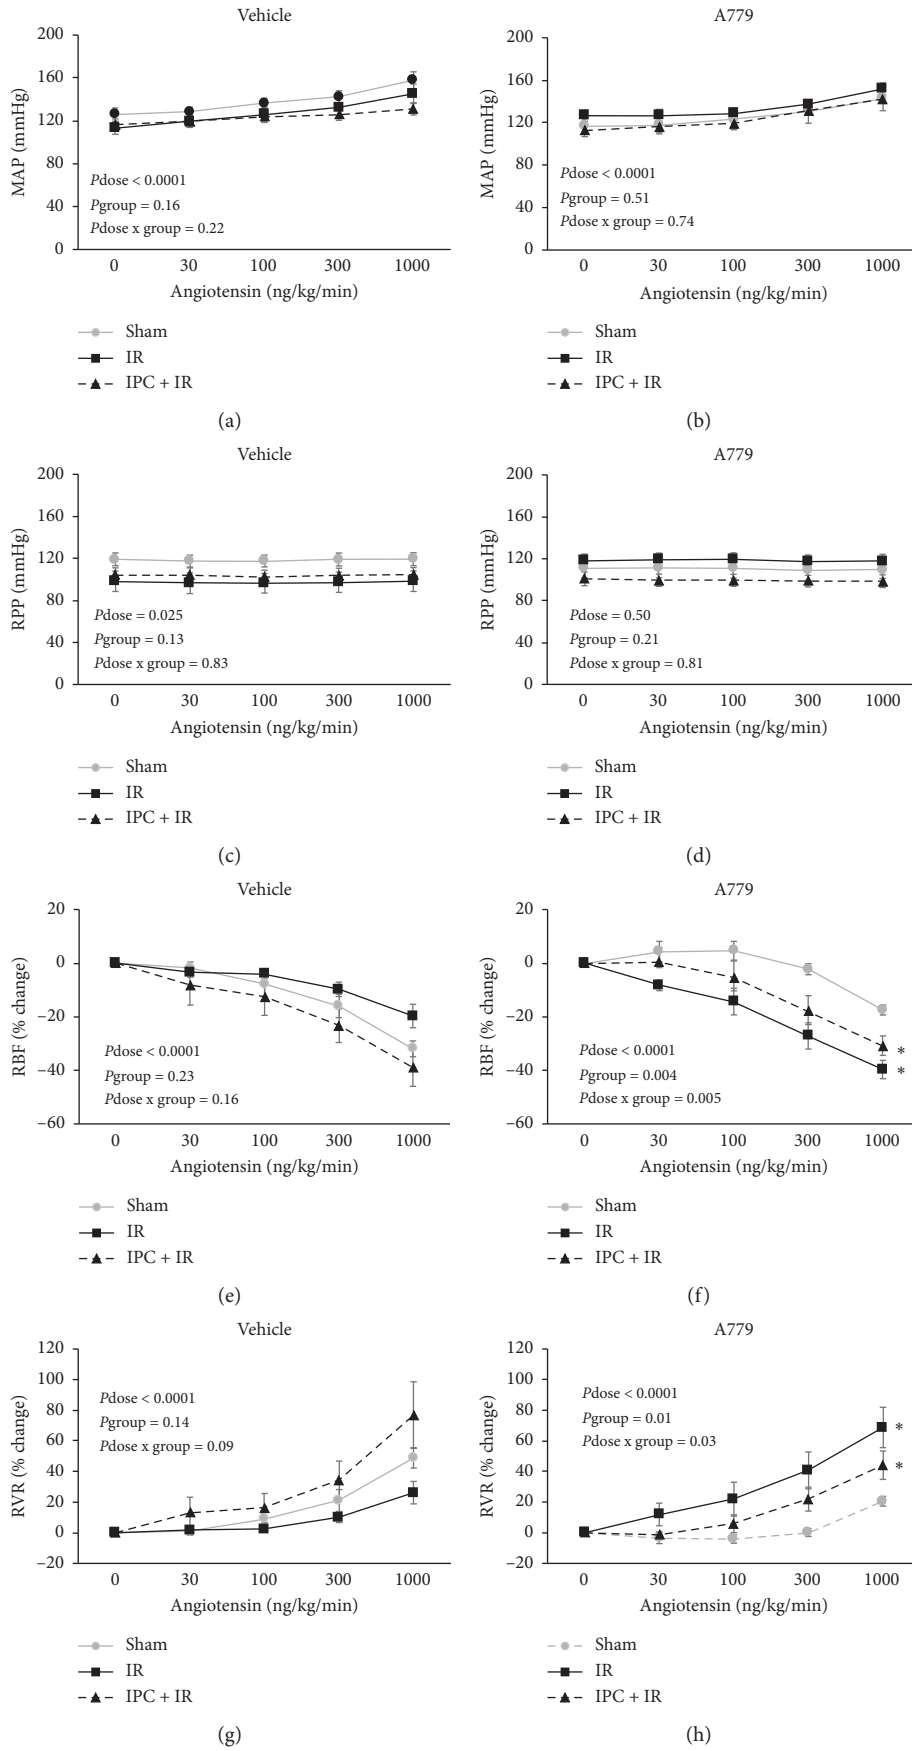 Vehicle
200
160
120
80
40
0
MAP (mmHg)
Pdose < 0.0001
Pgroup = 0.16
Pdose x group = 0.22
0 30 100 300 1000
Angiotensin (ng/kg/min)
Sham
IR
IPC + IR
(a)
A779
200
160
120
80
40
0
MAP (mmHg)
Pdose < 0.0001
Pgroup = 0.51
Pdose x group = 0.74
0 30 100 300 1000
Angiotensin (ng/kg/min)
Sham
IR
IPC + IR
(b)
Vehicle
200
160
120
80
40
0
RPP (mmHg)
Pdose = 0.025
Pgroup = 0.13
Pdose x group = 0.83
0 30 100 300 1000
Angiotensin (ng/kg/min)
Sham
IR
IPC + IR
(c)
A779
200
160
120
80
40
0
RPP (mmHg)
Pdose = 0.50
Pgroup = 0.21
Pdose x group = 0.81
0 30 100 300 1000
Angiotensin (ng/kg/min)
Sham
IR
IPC + IR
(d)
Vehicle
20
0
−20
−40
−60
RBF (% change)
Pdose < 0.0001
Pgroup = 0.23
Pdose x group = 0.16
0 30 100 300 1000
Angiotensin (ng/kg/min)
Sham
IR
IPC + IR
(e)
A779
20
0
−20
−40
−60
RBF (% change)
Pdose < 0.0001
Pgroup = 0.004
Pdose x group = 0.005
*
*
0 30 100 300 1000
Angiotensin (ng/kg/min)
Sham
IR
IPC + IR
(f)
Vehicle
120
100
80
60
40
20
0
−20
RVR (% change)
Pdose < 0.0001
Pgroup = 0.14
Pdose x group = 0.09
0 30 100 300 1000
Angiotensin (ng/kg/min)
Sham
IR
IPC + IR
(g)
A779
120
100
80
60
40
20
0
−20
RVR (% change)
Pdose < 0.0001
Pgroup = 0.01
Pdose x group = 0.03
*
*
0 30 100 300 1000
Angiotensin (ng/kg/min)
Sham
IR
IPC + IR
(h)